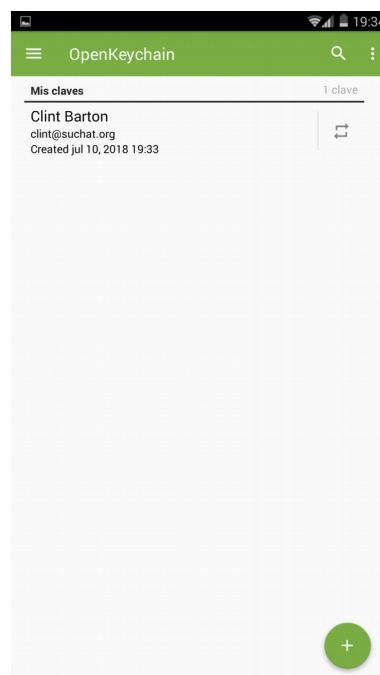 19:34
OpenKeychain
Mis claves 1 clave
Clint Barton
clint@suchat.org
Created jul 10, 2018 19:33